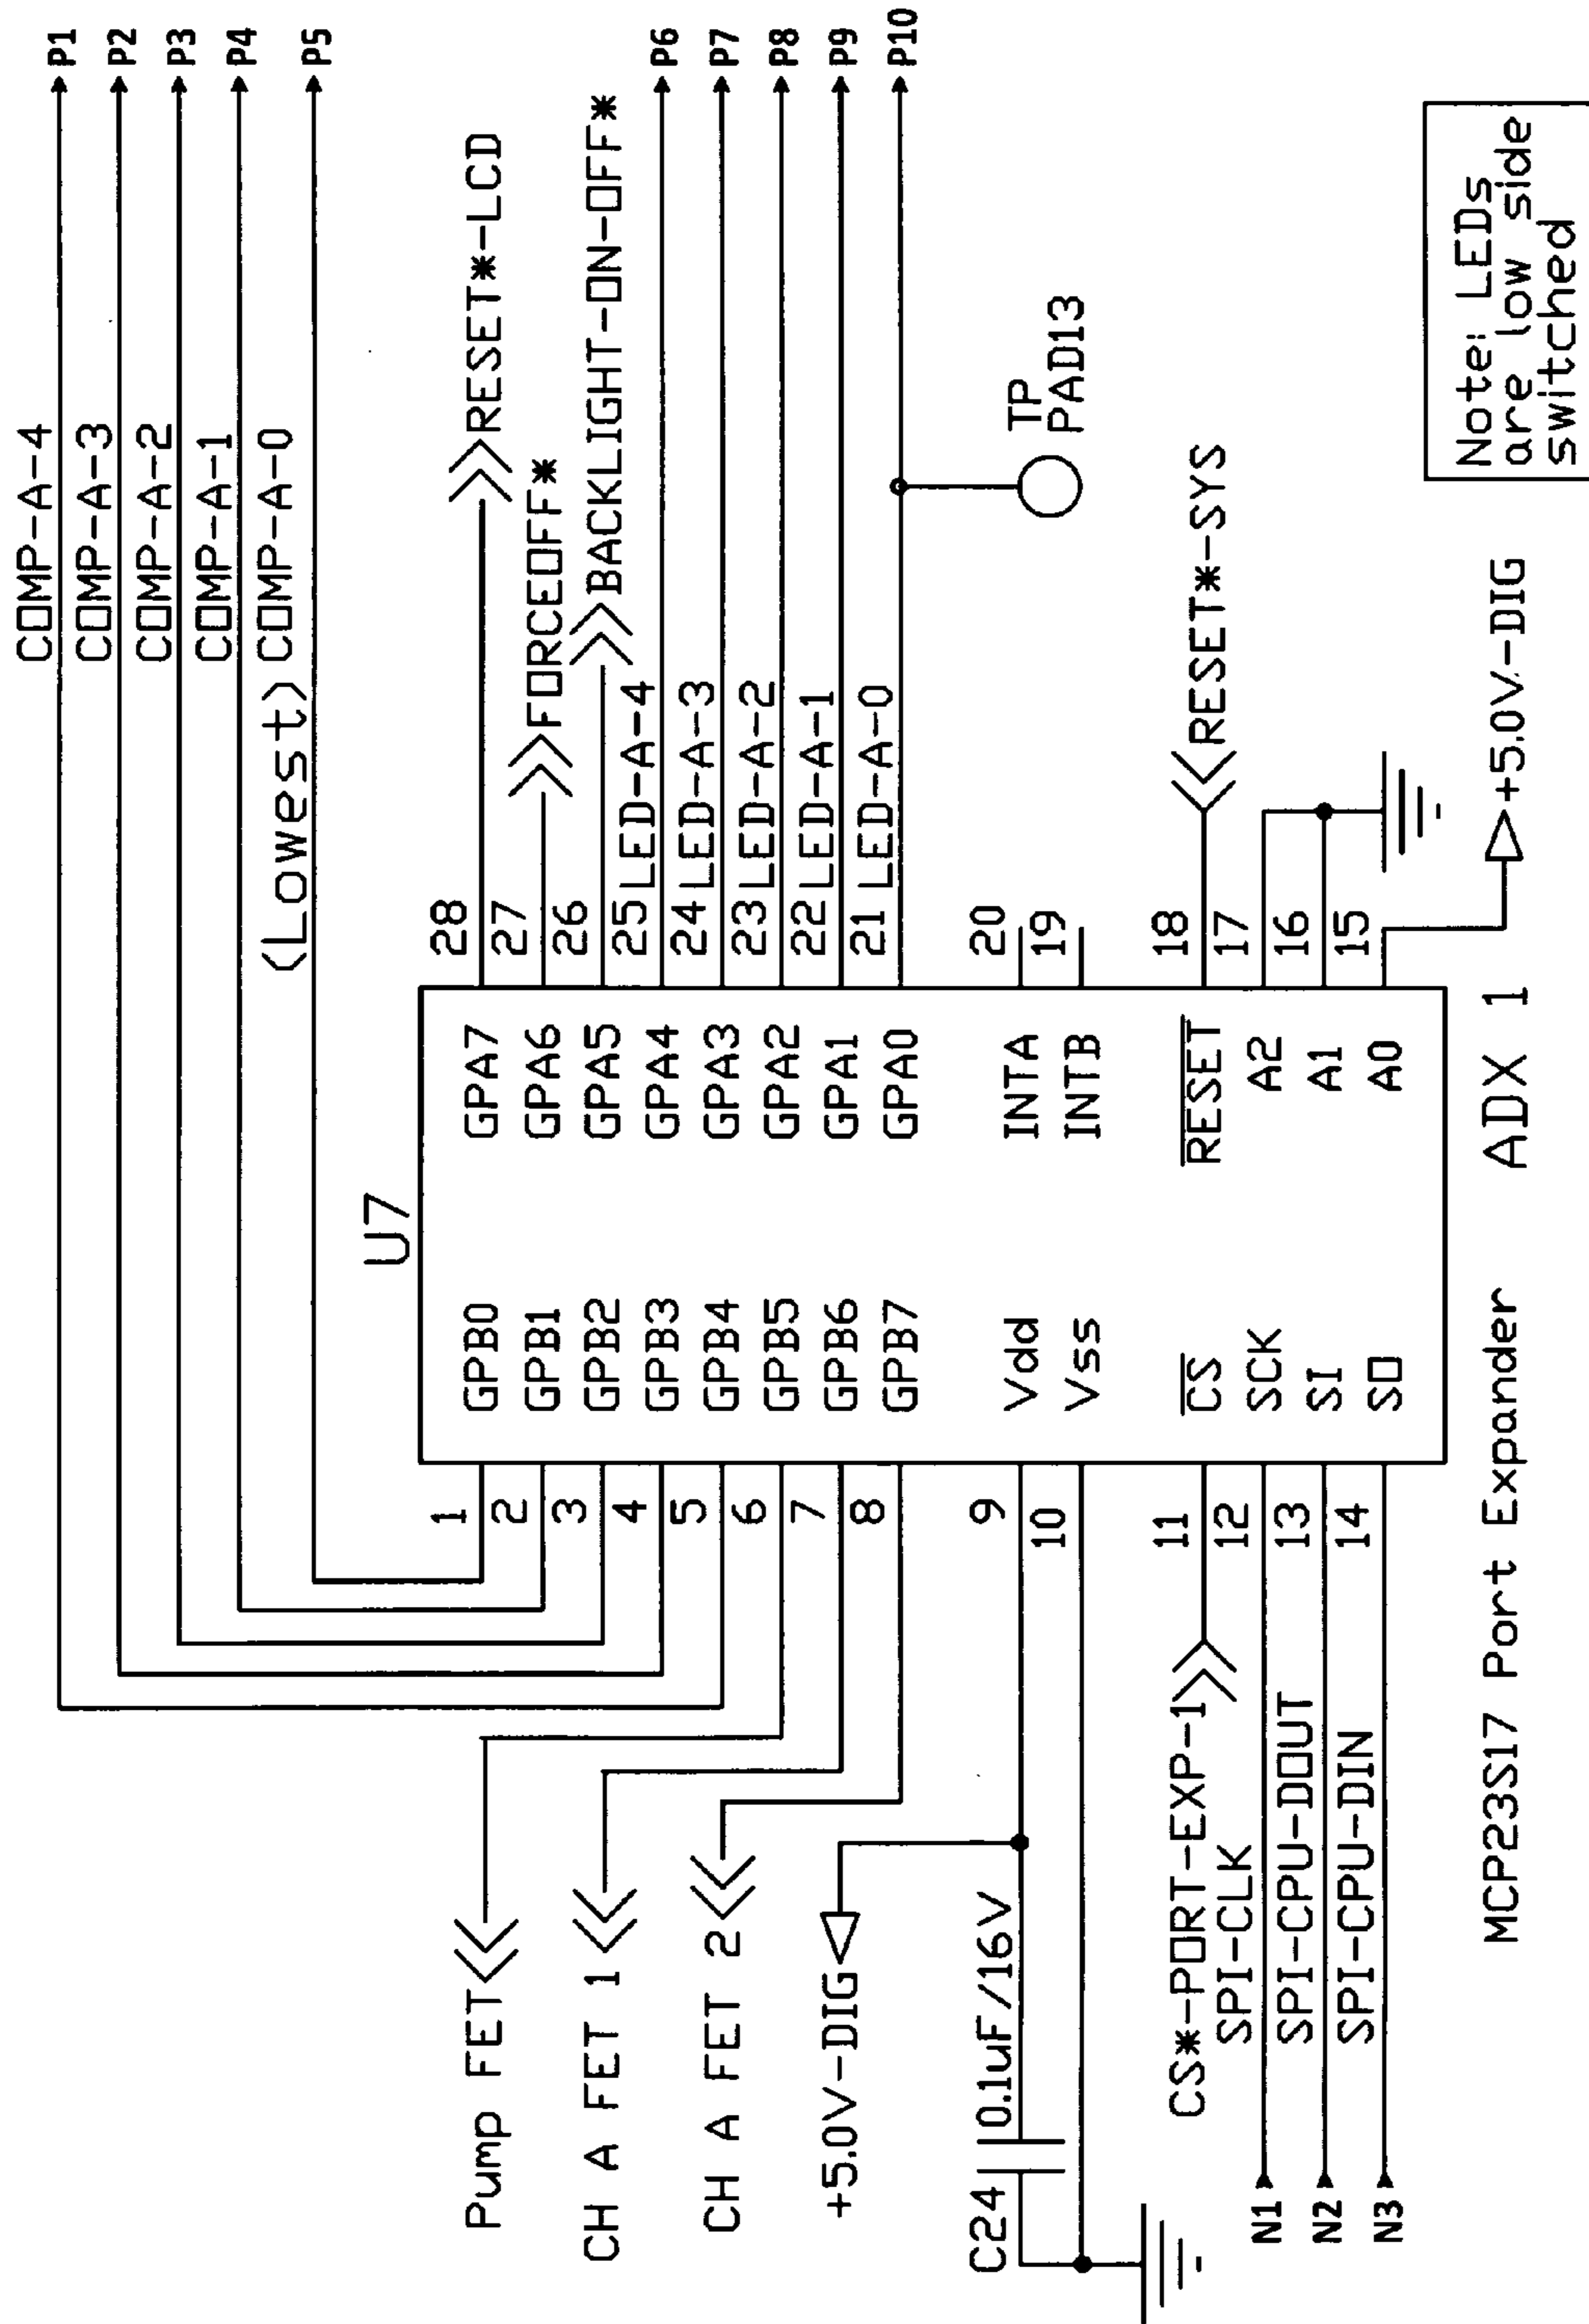 COMP-A-4
P1
COMP-A-3
P2
COMP-A-2
P3
COMP-A-1
P4
(Lowest) COMP-A-0
P5
U7
Pump FET
CH A FET 1
CH A FET 2
+5.0V-DIG
C24
0.1uF/16V
CS*-PORT-EXP-1
N1
SPI-CLK
N2
SPI-CPU-DOUT
N3
SPI-CPU-DIN
1 GPB0
2 GPB1
3 GPB2
4 GPB3
5 GPB4
6 GPB5
7 GPB6
8 GPB7
9 Vdd
10 Vss
11 CS
12 SCK
13 SI
14 SO
GPA7 28
RESET*-LCD
GPA6 27
FORCEOFF*
GPA5 26
BACKLIGHT-ON-OFF*
GPA4 25 LED-A-4
P6
GPA3 24 LED-A-3
P7
GPA2 23 LED-A-2
P8
GPA1 22 LED-A-1
P9
GPA0 21 LED-A-0
P10
TP
PAD13
INTA 20
INTB 19
RESET 18
RESET*-SYS
A2 17
A1 16
A0 15
+5.0V-DIG
MCP23S17 Port Expander ADX 1
Note: LEDs
are low side
switched